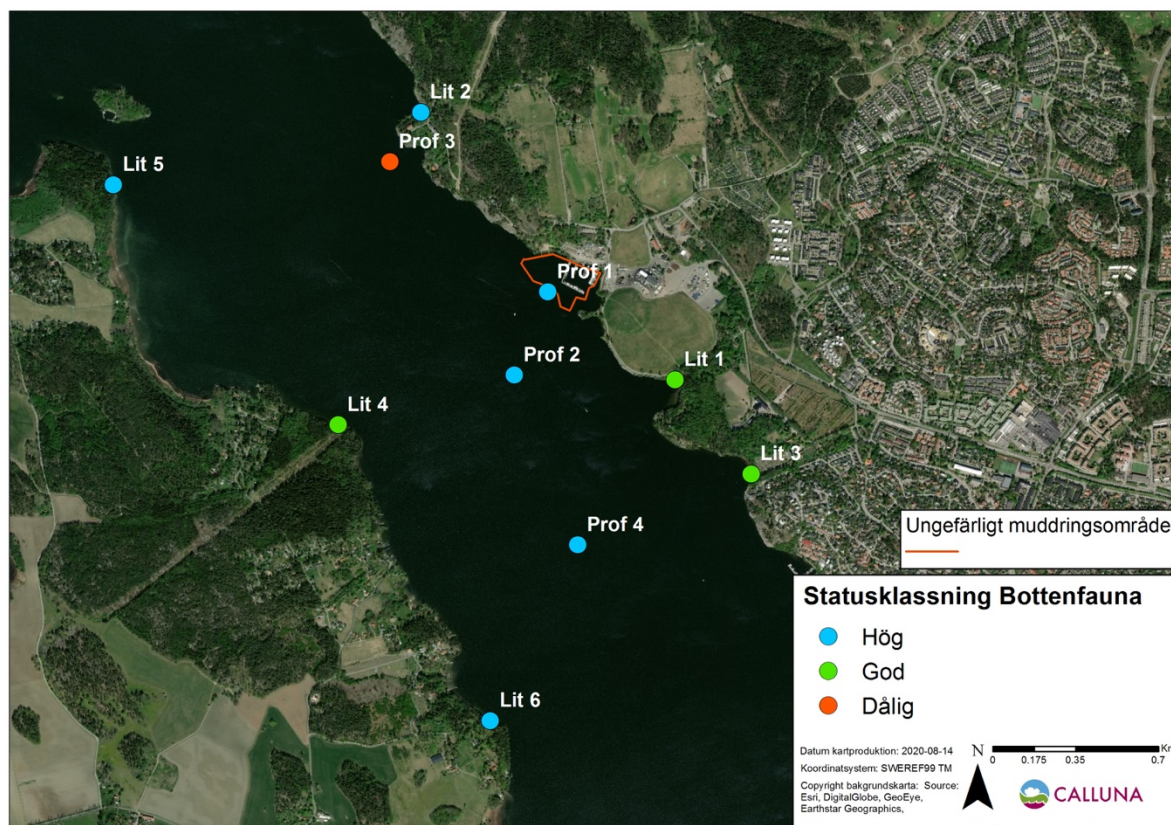 Lit 2
Prof 3
Lit 5
Prof 1
Prof 2
Lit 1
Lit 4
Lit 3
Prof 4
Lit 6
Ungefärligt muddringsområde
Statusklassning Bottenfauna
Hög
God
Dålig
Datum kartproduktion: 2020-08-14
Koordinatsystem: SWEREF99 TM
Copyright bakgrundskarta: Source:
Esri, DigitalGlobe, GeoEye,
Earthstar Geographics,
N
0 0.175 0.35 0.7
CALLUNA